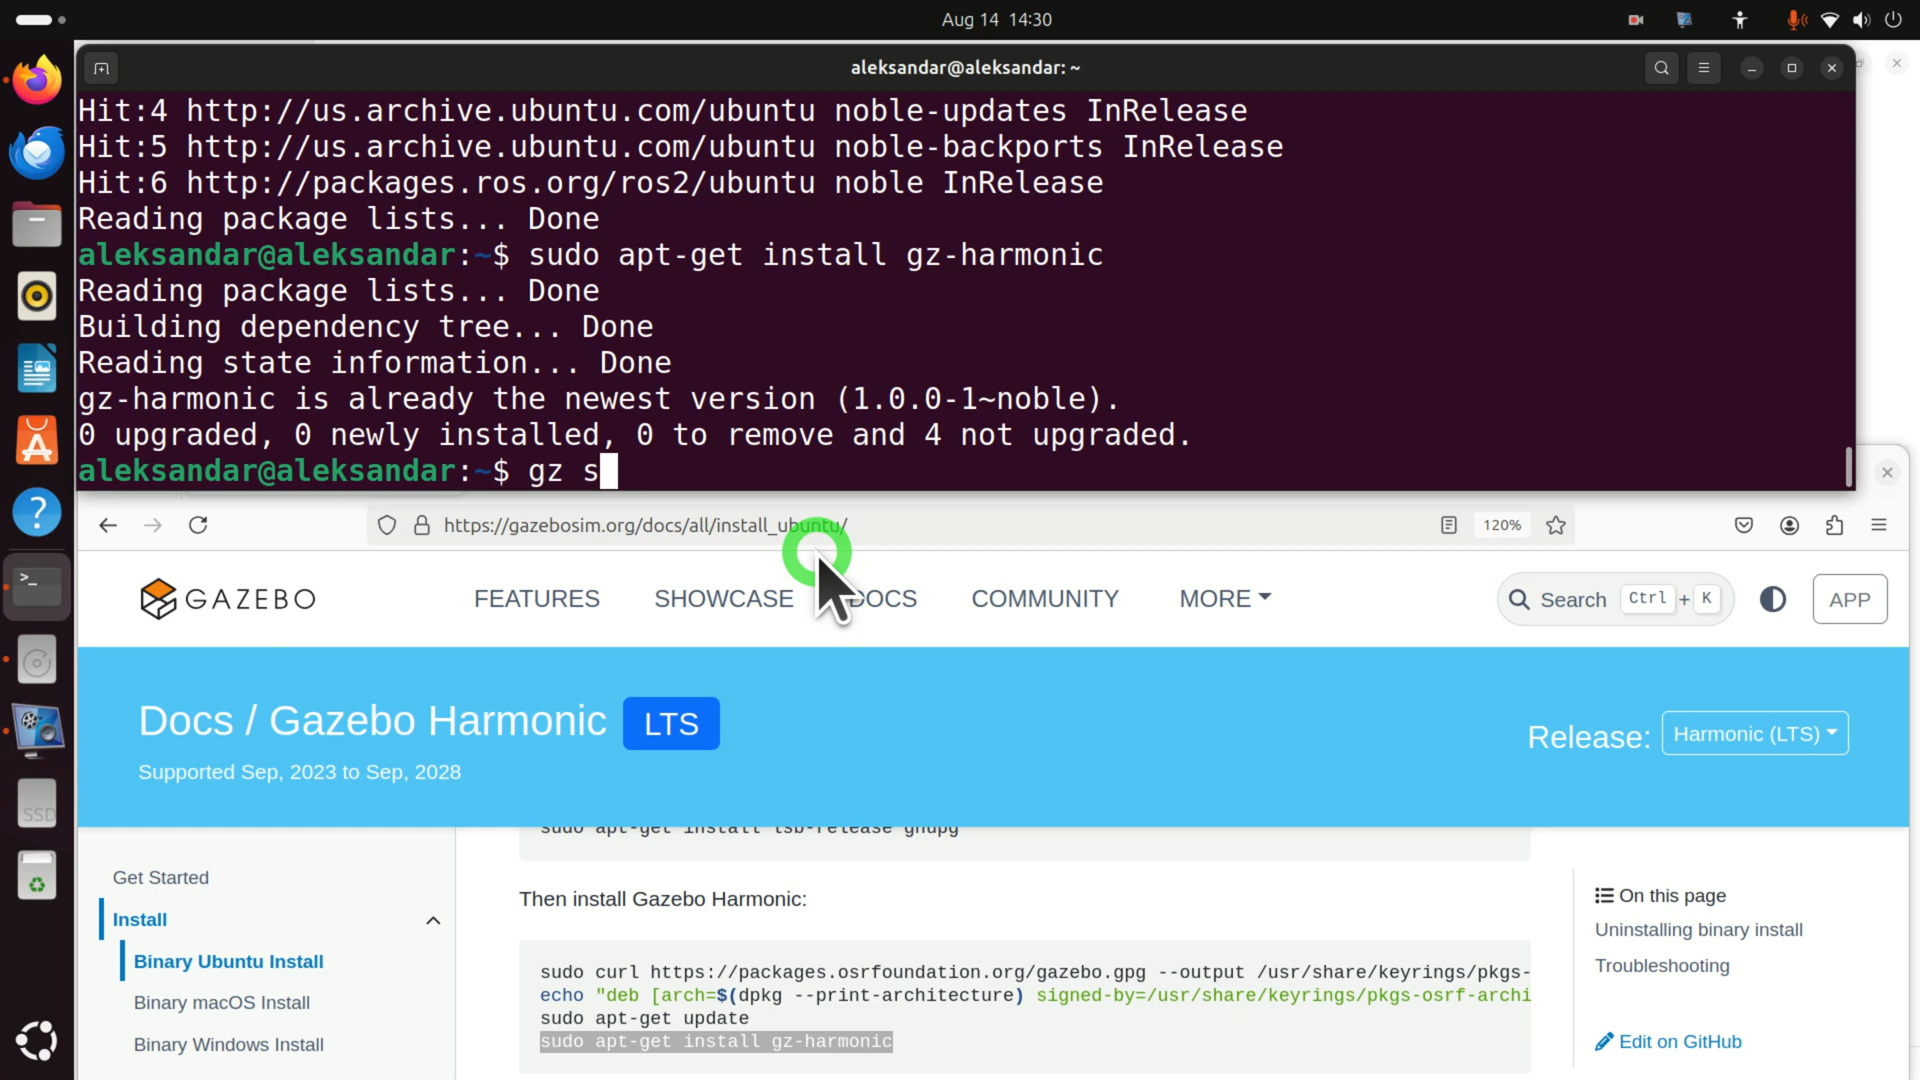 Aug 14 14:30
aleksandar@aleksandar: ~
Hit:4 http://us.archive.ubuntu.com/ubuntu noble-updates InRelease
Hit:5 http://us.archive.ubuntu.com/ubuntu noble-backports InRelease
Hit:6 http://packages.ros.org/ros2/ubuntu noble InRelease
Reading package lists... Done
aleksandar@aleksandar:~$ sudo apt-get install gz-harmonic
Reading package lists... Done
Building dependency tree... Done
Reading state information... Done
gz-harmonic is already the newest version (1.0.0-1~noble).
0 upgraded, 0 newly installed, 0 to remove and 4 not upgraded.
aleksandar@aleksandar:~$ gz s
https://gazebosim.org/docs/all/install_ubuntu/
120%
GAZEBO
FEATURES
SHOWCASE
DOCS
COMMUNITY
MORE
Search Ctrl + K
APP
Docs / Gazebo Harmonic LTS
Release: Harmonic (LTS)
Supported Sep, 2023 to Sep, 2028
SSD
sudo apt-get install lsb-release gnupg
Get Started
Install
Binary Ubuntu Install
Binary macOS Install
Binary Windows Install
Then install Gazebo Harmonic:
sudo curl https://packages.osrfoundation.org/gazebo.gpg --output /usr/share/keyrings/pkgs-
echo "deb [arch=$(dpkg --print-architecture) signed-by=/usr/share/keyrings/pkgs-osrf-archi
sudo apt-get update
sudo apt-get install gz-harmonic
On this page
Uninstalling binary install
Troubleshooting
Edit on GitHub